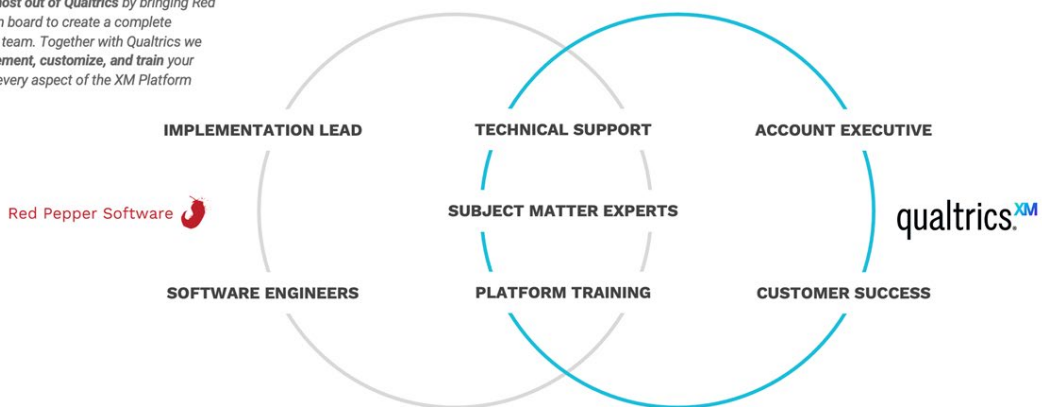 most out of Qualtrics by bringing Red
board to create a complete
team. Together with Qualtrics we
customize, and train your
every aspect of the XM Platform
IMPLEMENTATION LEAD
TECHNICAL SUPPORT
ACCOUNT EXECUTIVE
Red Pepper Software
SUBJECT MATTER EXPERTS
qualtrics.XM
SOFTWARE ENGINEERS
PLATFORM TRAINING
CUSTOMER SUCCESS